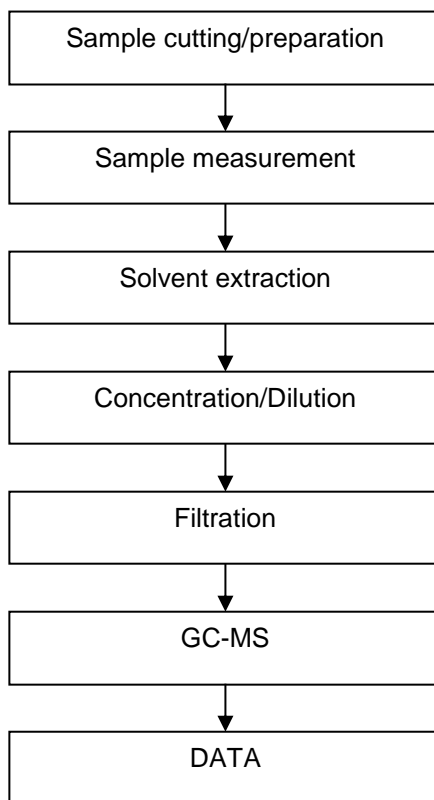 Sample cutting/preparation
Sample measurement
Solvent extraction
Concentration/Dilution
Filtration
GC-MS
DATA